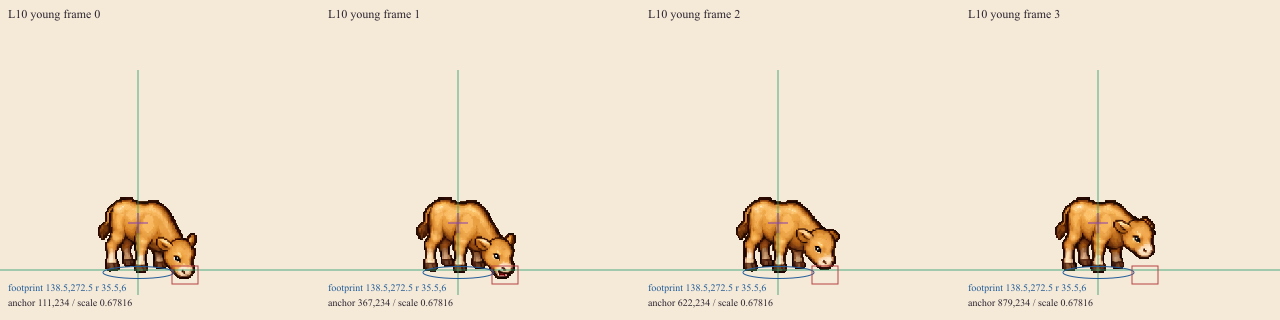 L10 young frame 0
L10 young frame 1
L10 young frame 2
L10 young frame 3
footprint 138.5,272.5 r 35.5,6
footprint 138.5,272.5 r 35.5,6
footprint 138.5,272.5 r 35.5,6
footprint 138.5,272.5 r 35.5,6
anchor 111,234 / scale 0.67816
anchor 367,234 / scale 0.67816
anchor 622,234 / scale 0.67816
anchor 879,234 / scale 0.67816